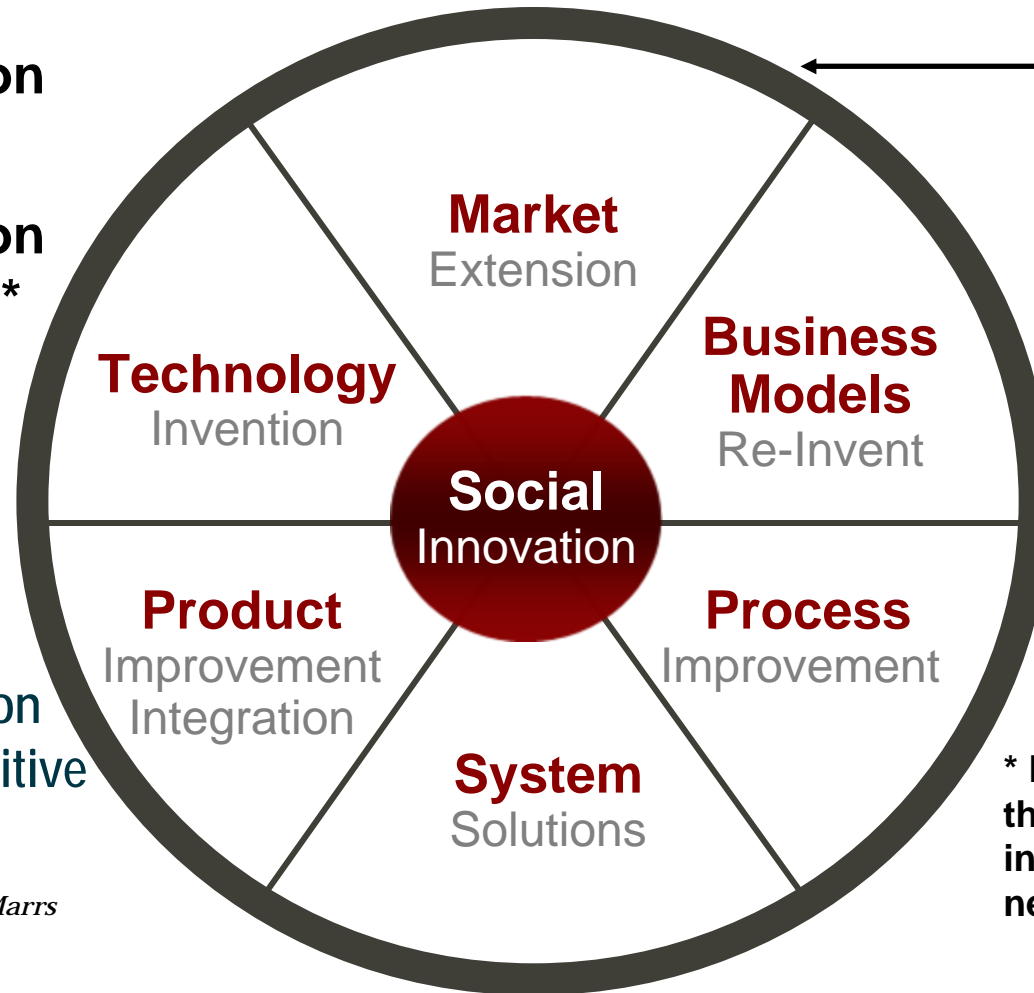 on
on
*
Market
Extension
Technology
Invention
Business
Models
Re-Invent
Social
Innovation
Product
Improvement
Integration
Process
Improvement
System
Solutions
on
itive
Marrs
*
th
in
ne